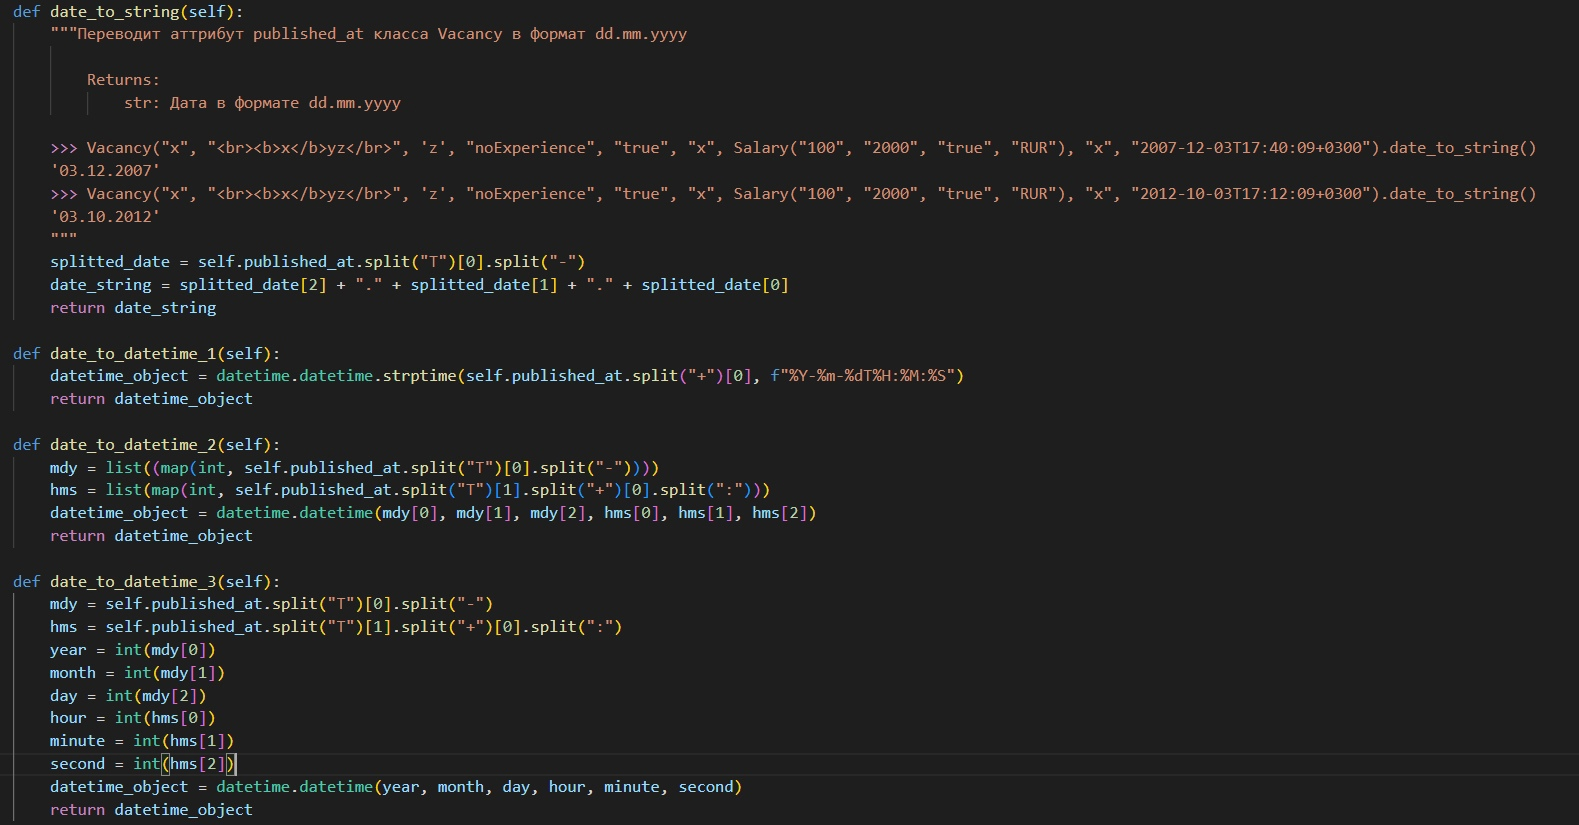 def date_to_string(self):
"""Переводит аттрибут published_at класса Vacancy в формат dd.mm.yyyy
Returns:
str: Дата в формате dd.mm.yyyy
>>> Vacancy("x", "<br><b>x</b>yz</br>", 'z', "noExperience", "true", "x", Salary("100", "2000", "true", "RUR"), "x", "2007-12-03T17:40:09+0300").date_to_string()
'03.12.2007'
>>> Vacancy("x", "<br><b>x</b>yz</br>", 'z', "noExperience", "true", "x", Salary("100", "2000", "true", "RUR"), "x", "2012-10-03T17:12:09+0300").date_to_string()
'03.10.2012'
"""
splitted_date = self.published_at.split("T")[0].split("-")
date_string = splitted_date[2] + "." + splitted_date[1] + "." + splitted_date[0]
return date_string
def date_to_datetime_1(self):
datetime_object = datetime.datetime.strptime(self.published_at.split("+")[0], f"%Y-%m-%dT%H:%M:%S")
return datetime_object
def date_to_datetime_2(self):
mdy = list((map(int, self.published_at.split("T")[0].split("-"))))
hms = list(map(int, self.published_at.split("T")[1].split("+")[0].split(":")))
datetime_object = datetime.datetime(mdy[0], mdy[1], mdy[2], hms[0], hms[1], hms[2])
return datetime_object
def date_to_datetime_3(self):
mdy = self.published_at.split("T")[0].split("-")
hms = self.published_at.split("T")[1].split("+")[0].split(":")
year = int(mdy[0])
month = int(mdy[1])
day = int(mdy[2])
hour = int(hms[0])
minute = int(hms[1])
second = int(hms[2])
datetime_object = datetime.datetime(year, month, day, hour, minute, second)
return datetime_object